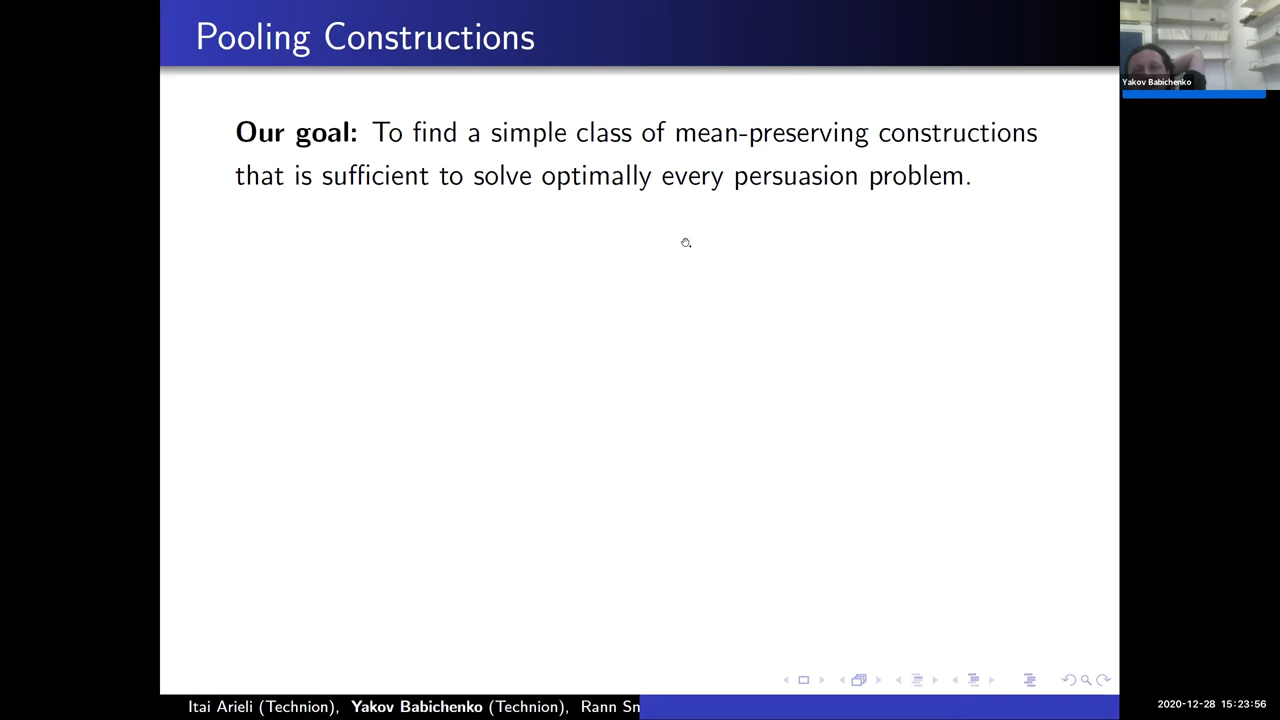 Pooling Constructions
Yakov Babichenko
Our goal: To find a simple class of mean-preserving constructions
that is sufficient to solve optimally every persuasion problem.
Itai Arieli (Technion), Yakov Babichenko (Technion), Rann Sn
2020-12-28 15:23:56